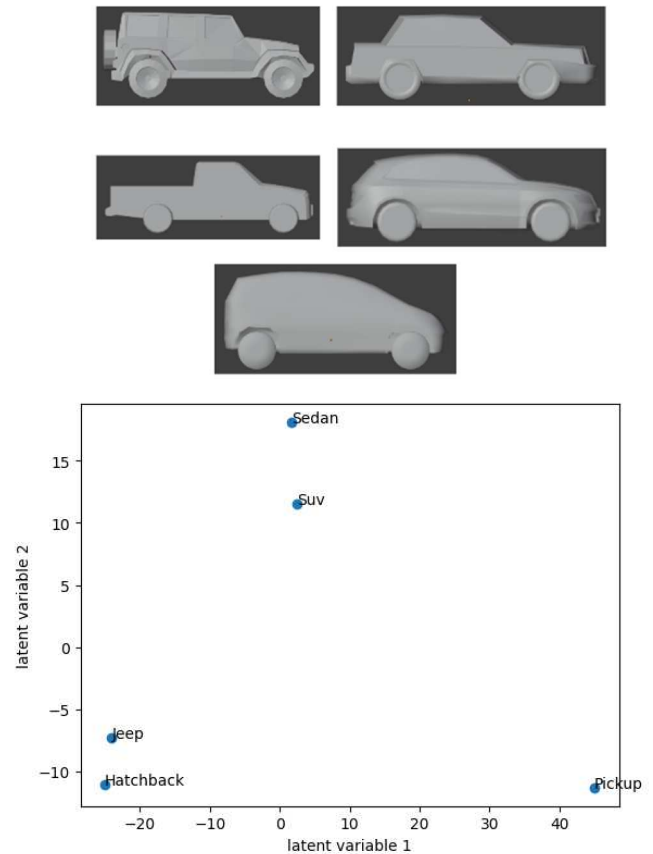 Sedan
Suv
Jeep
Hatchback
Pickup
15
10
5
0
−5
−10
−20
−10
0
10
20
30
40
latent variable 1
latent variable 2